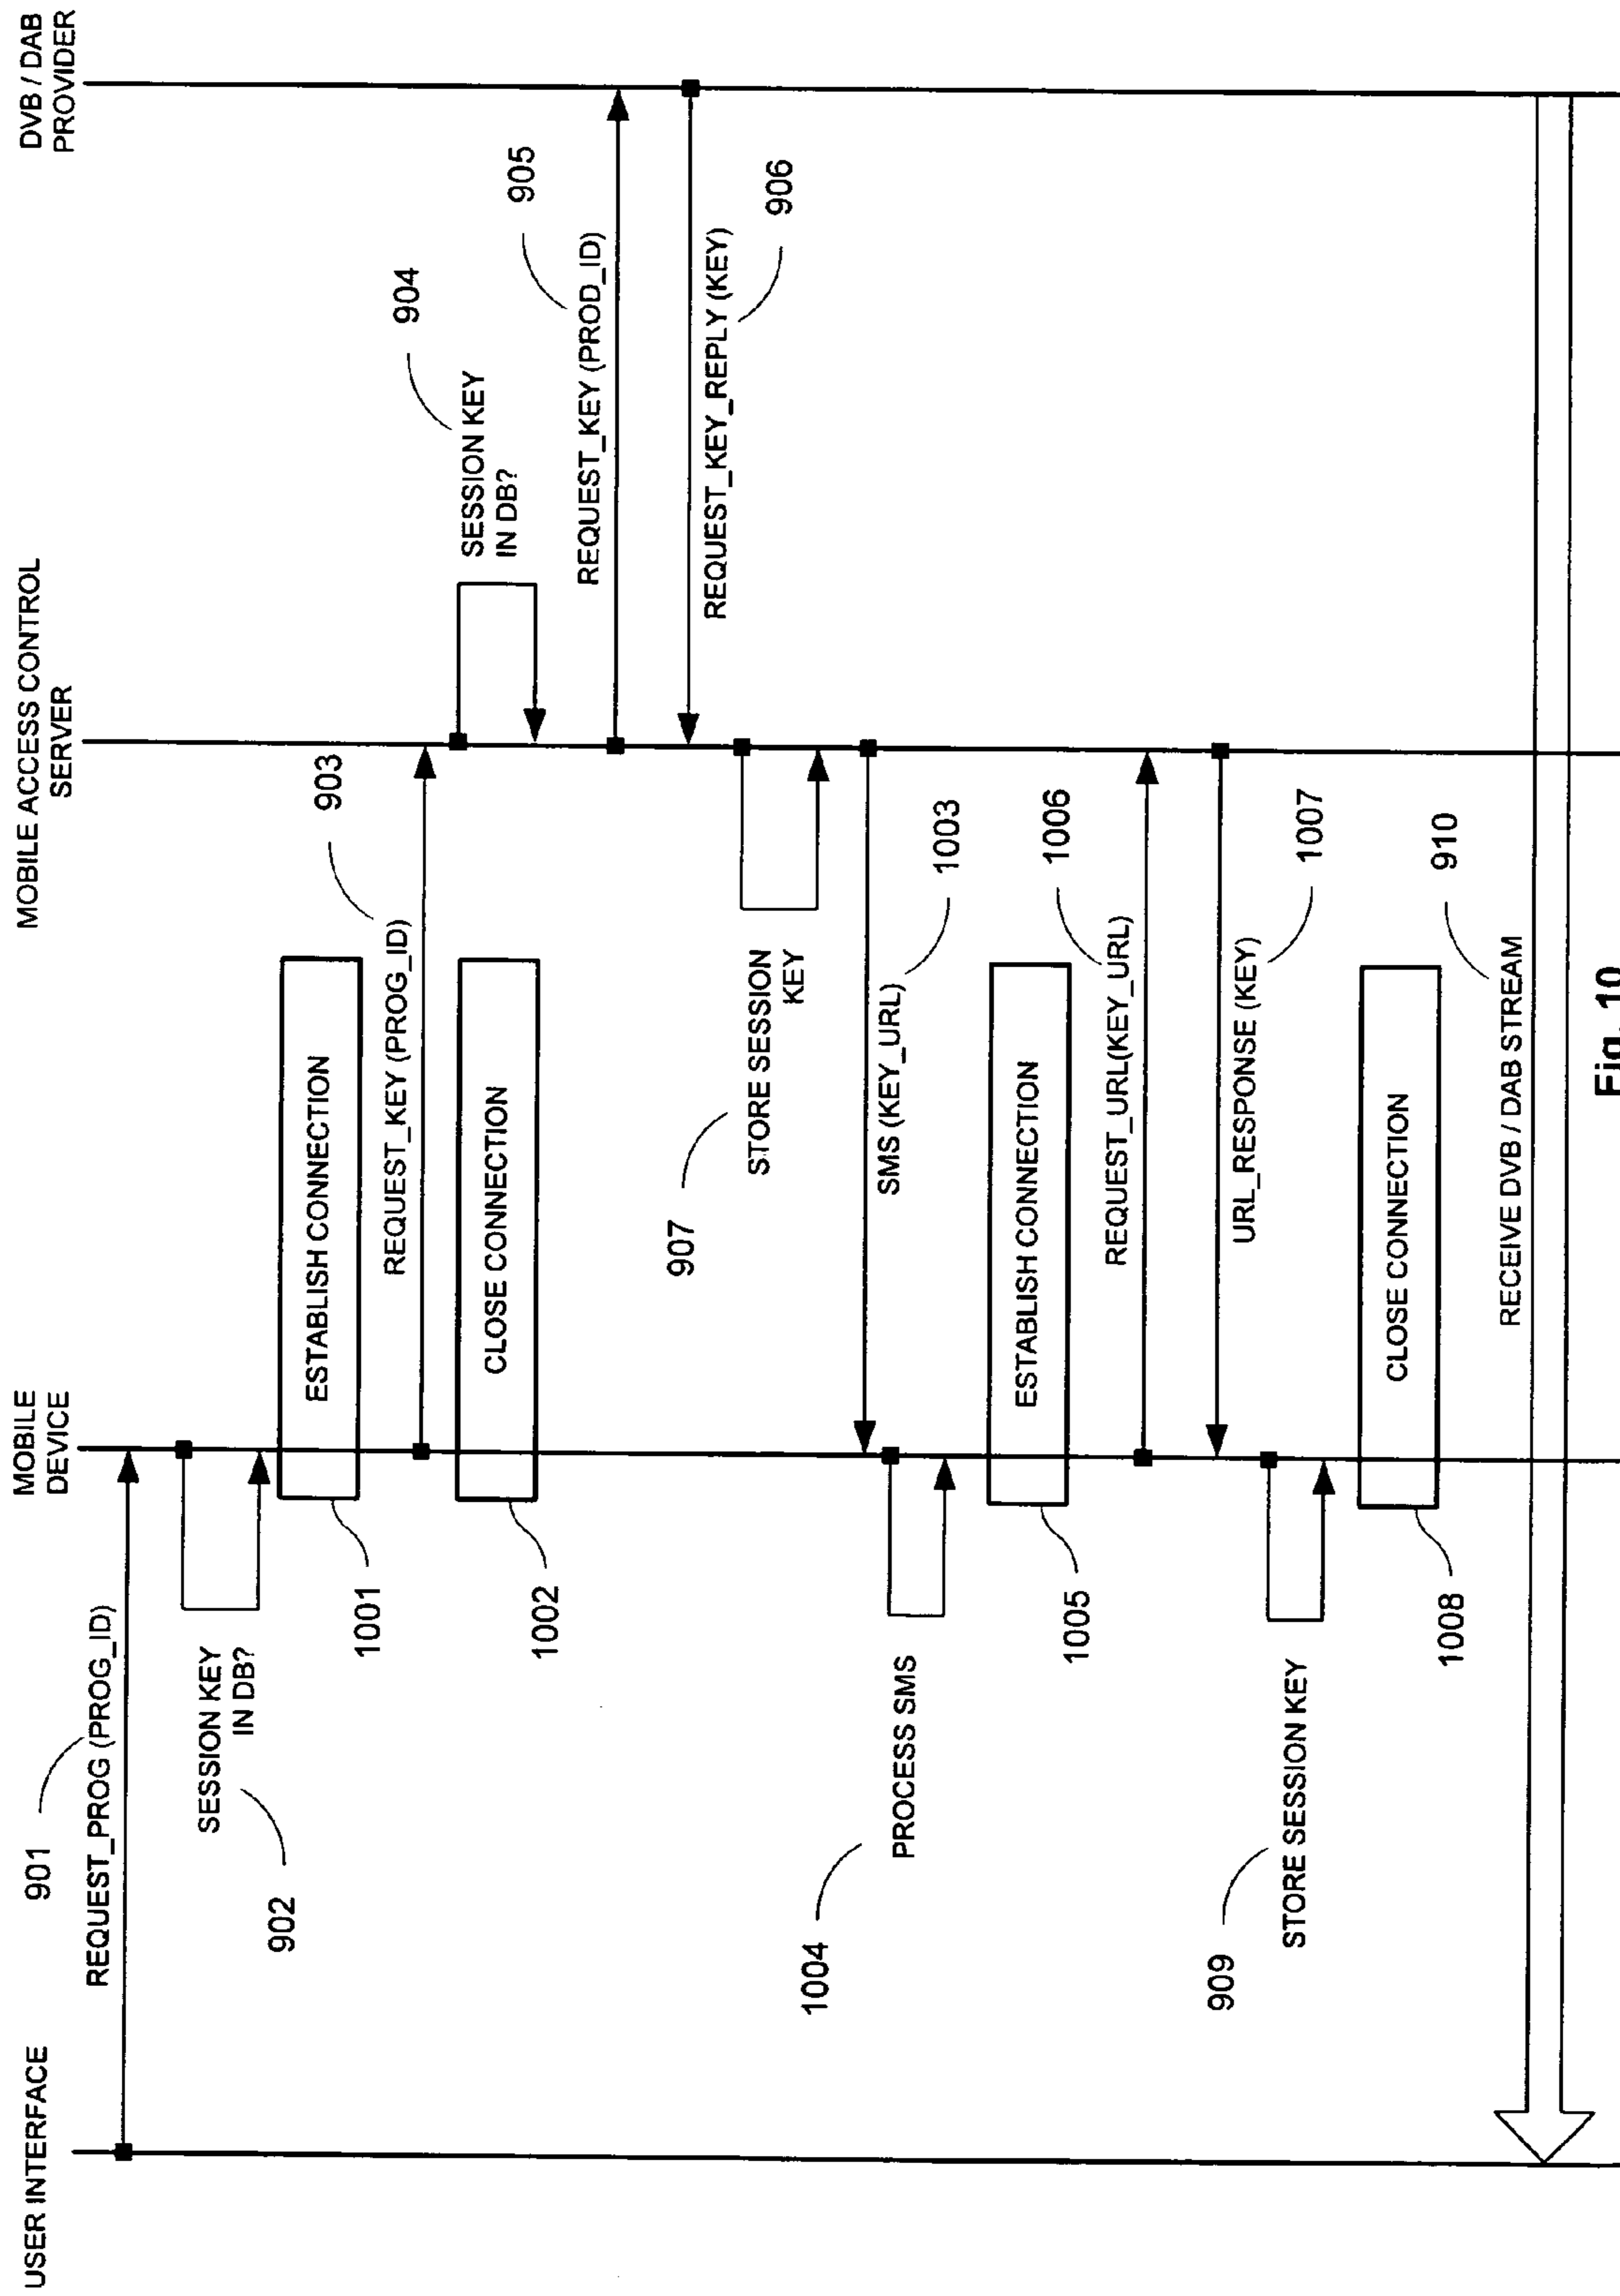 USER INTERFACE
MOBILE
DEVICE
MOBILE ACCESS CONTROL
SERVER
DVB / DAB
PROVIDER
901
REQUEST_PROG (PROG_ID)
SESSION KEY
IN DB?
902
ESTABLISH CONNECTION
1001
903
REQUEST_KEY (PROG_ID)
CLOSE CONNECTION
1002
904
SESSION KEY
IN DB?
905
REQUEST_KEY (PROD_ID)
REQUEST_KEY_REPLY (KEY)
906
907
STORE SESSION
KEY
SMS (KEY_URL)
1003
1004
PROCESS SMS
ESTABLISH CONNECTION
1005
1006
REQUEST_URL(KEY_URL)
URL_RESPONSE (KEY)
1007
909
STORE SESSION KEY
CLOSE CONNECTION
1008
910
RECEIVE DVB / DAB STREAM
Fig. 10